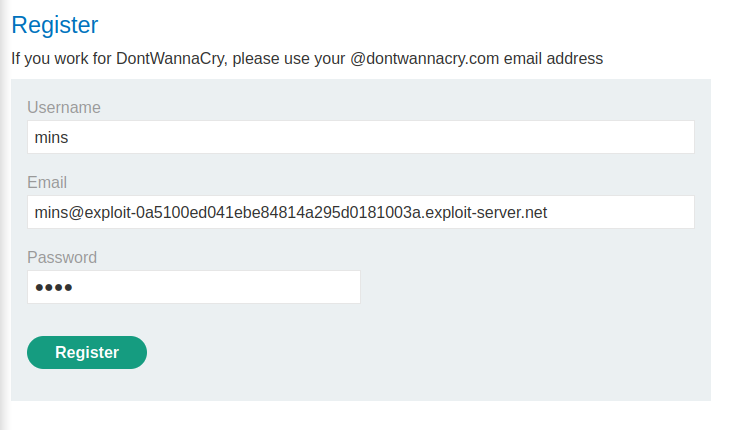 Register
If you work for DontWannaCry, please use your @dontwannacry.com email address
Username
mins
Email
mins@exploit-0a5100ed041ebe84814a295d0181003a.exploit-server.net
Password
••••
Register